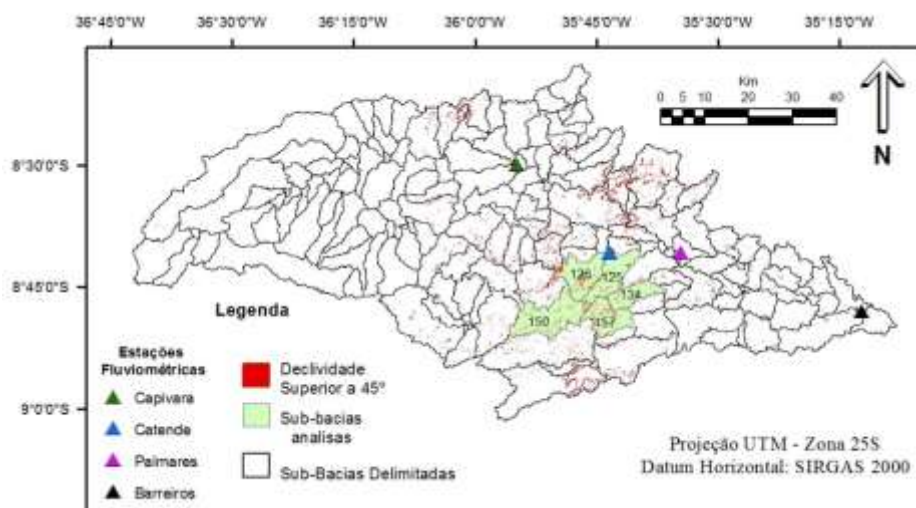 36°45'0"W 36°30'0"W 36°15'0"W 36°0'0"W 35°45'0"W 35°30'0"W 35°15'0"W
Km
0 5 10 20 30 40
N
8°30'0"S
8°45'0"S
9°0'0"S
126
125
134
150
157
Legenda
Estações
Fluviométricas
Capivara
Catende
Palmares
Barreiros
Declividade
Superior a 45°
Sub-bacias
analisas
Sub-Bacias Delimitadas
Projeção UTM - Zona 25S
Datum Horizontal: SIRGAS 2000